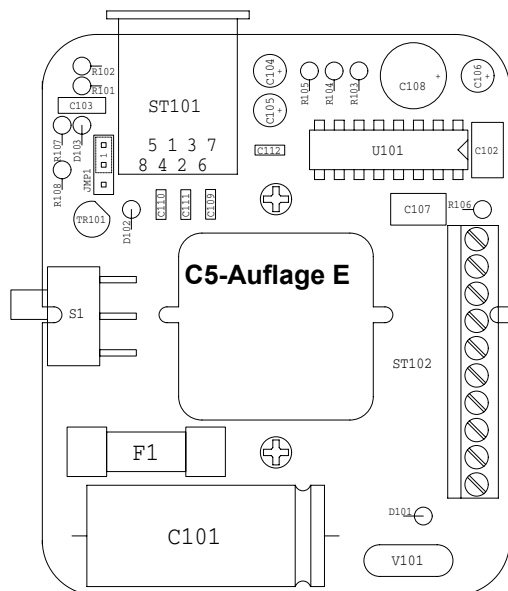 R102
R101
C103
R107
D103
R108
JMP1
1
TR101
D102
ST101
5 1 3 7
8 4 2 6
C110
C111
C109
C104
+
C105
+
C112
R105
R104
R103
C108
+
C106
+
U101
C102
C107
R106
C5-Auflage E
S1
ST102
F1
C101
D101
V101